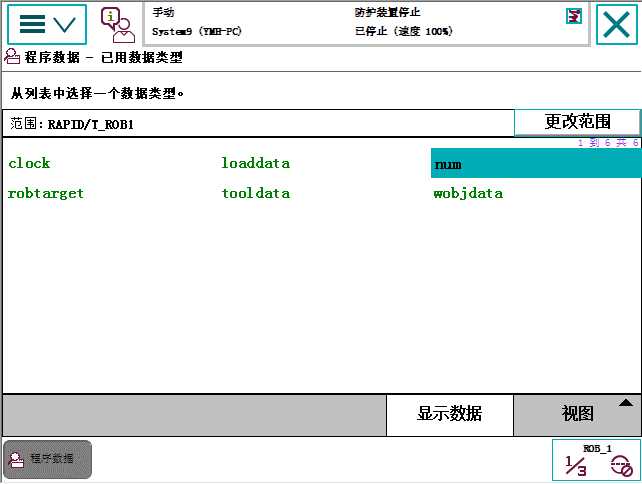 手动 防护装置停止
System9 (YMH-PC) 已停止 (速度 100%)
程序数据 - 已用数据类型
从列表中选择一个数据类型。
范围: RAPID/T_ROB1 更改范围
1 到 6 共 6
clock loaddata num
robtarget tooldata wobjdata
显示数据 视图
程序数据
ROB_1
1/3